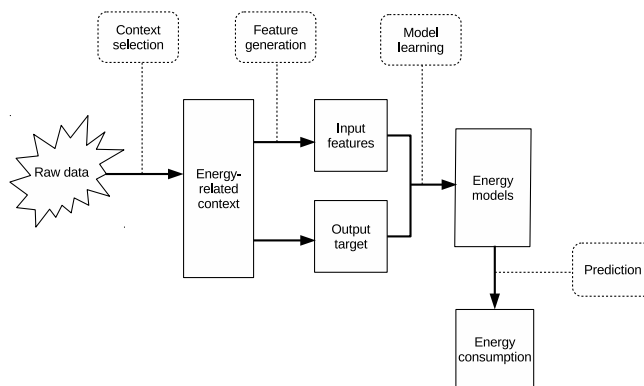 Context
selection
Feature
generation
Model
learning
Raw data
Energy-
related
context
Input
features
Output
target
Energy
models
Prediction
Energy
consumption